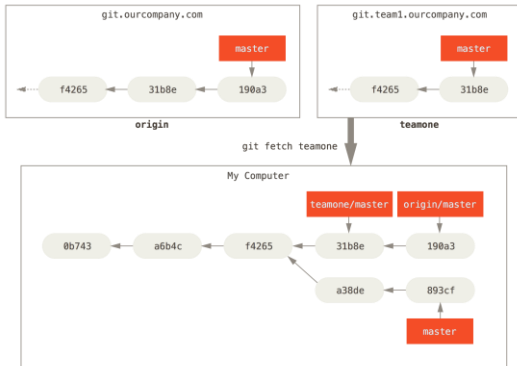 git.ourcompany.com
master
f4265 31b8e 190a3
origin
git.team1.ourcompany.com
master
f4265 31b8e
teamone
git fetch teamone
My Computer
teamone/master origin/master
0b743 a6b4c f4265 31b8e 190a3
a38de 893cf
master